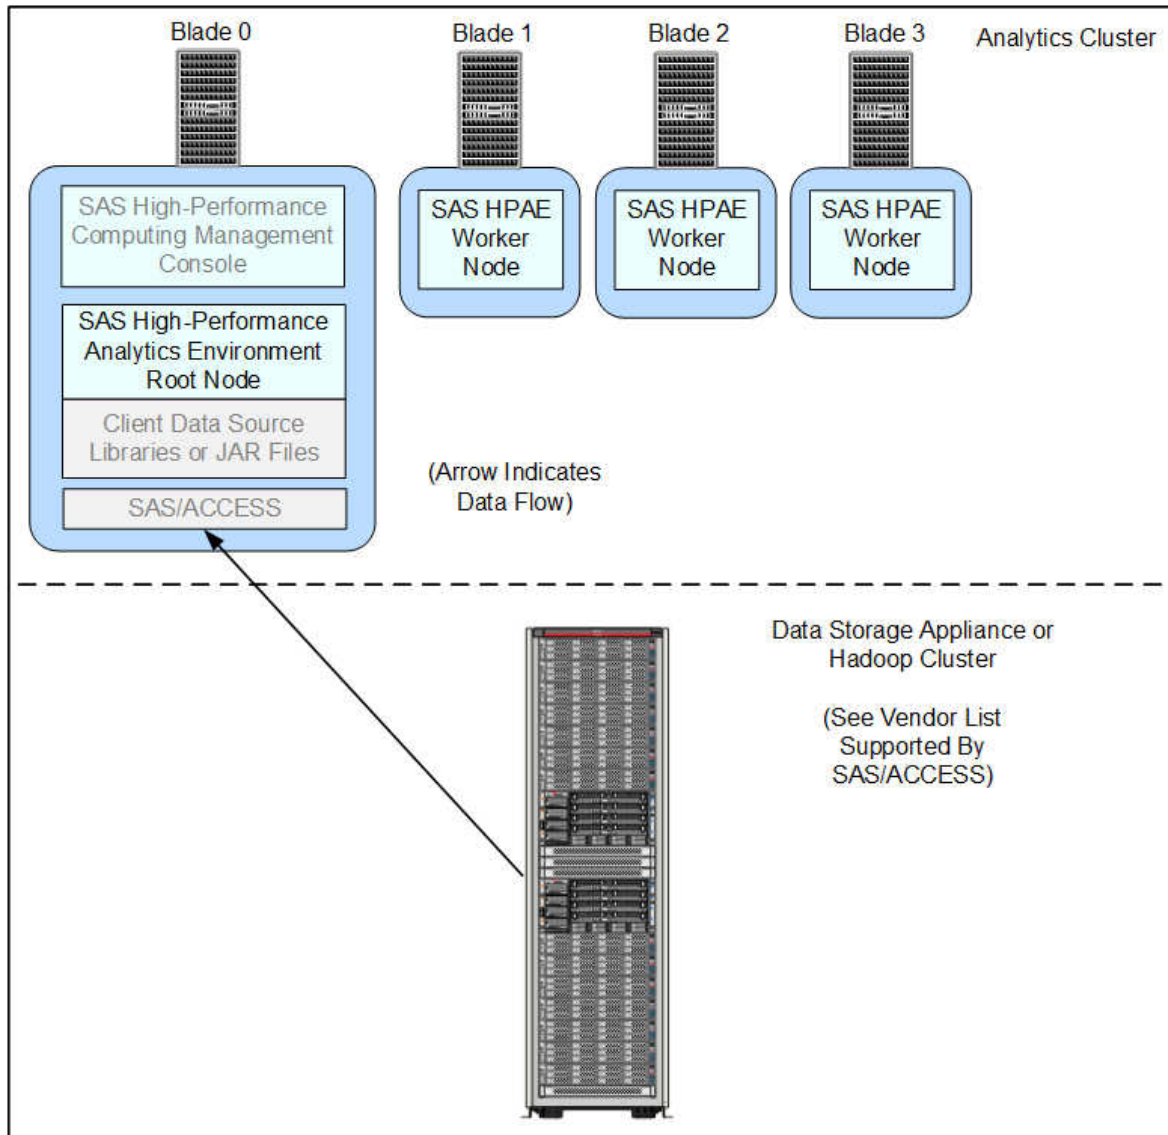 Blade 0
Blade 1
Blade 2
Blade 3
Analytics Cluster
SAS High-Performance
Computing Management
Console
SAS High-Performance
Analytics Environment
Root Node
Client Data Source
Libraries or JAR Files
SAS/ACCESS
SAS HPAE
Worker
Node
SAS HPAE
Worker
Node
SAS HPAE
Worker
Node
(Arrow Indicates
Data Flow)
Data Storage Appliance or
Hadoop Cluster
(See Vendor List
Supported By
SAS/ACCESS)